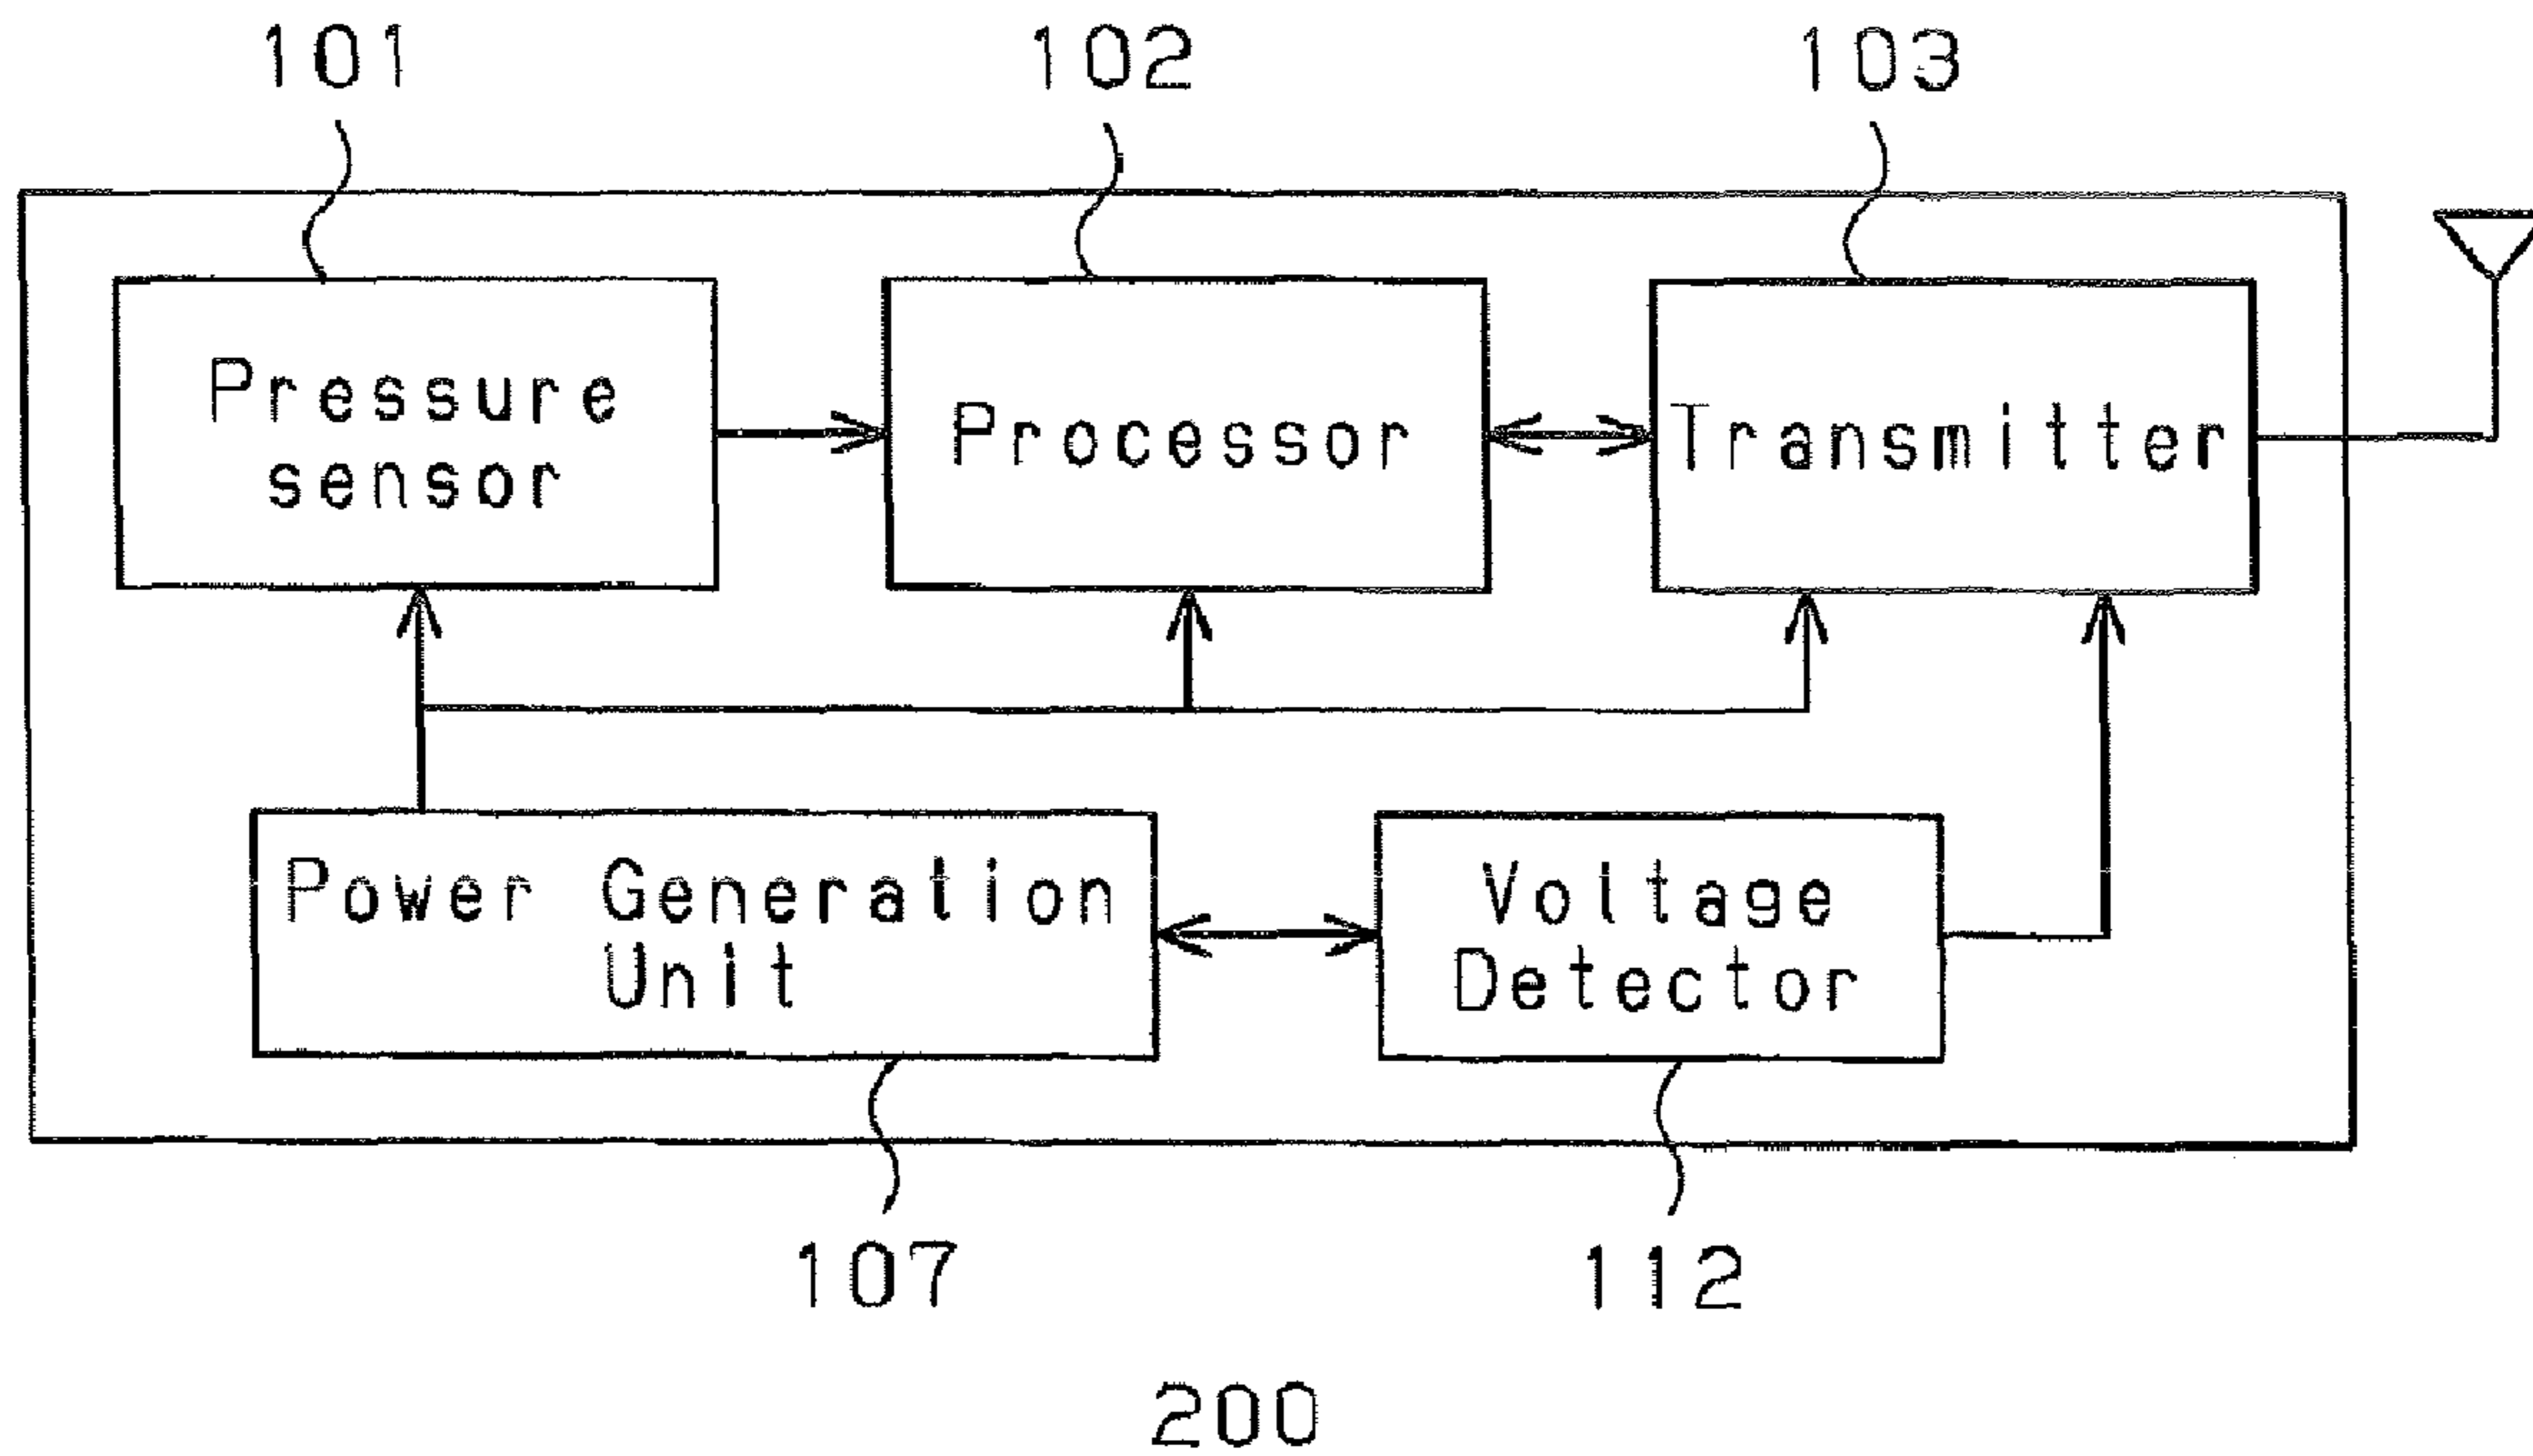 101
102
103
Pressure
sensor
Processor
Transmitter
Power Generation
Unit
Voltage
Detector
107
112
200